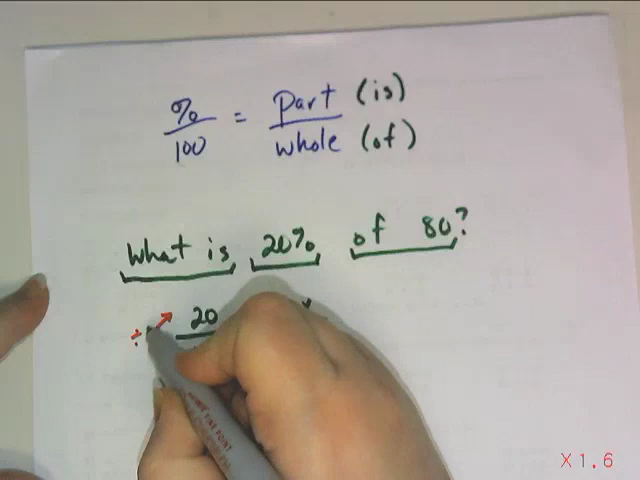 % = part (is)
100 whole (of)
What is 20% of 80?
÷ 20
X1.6